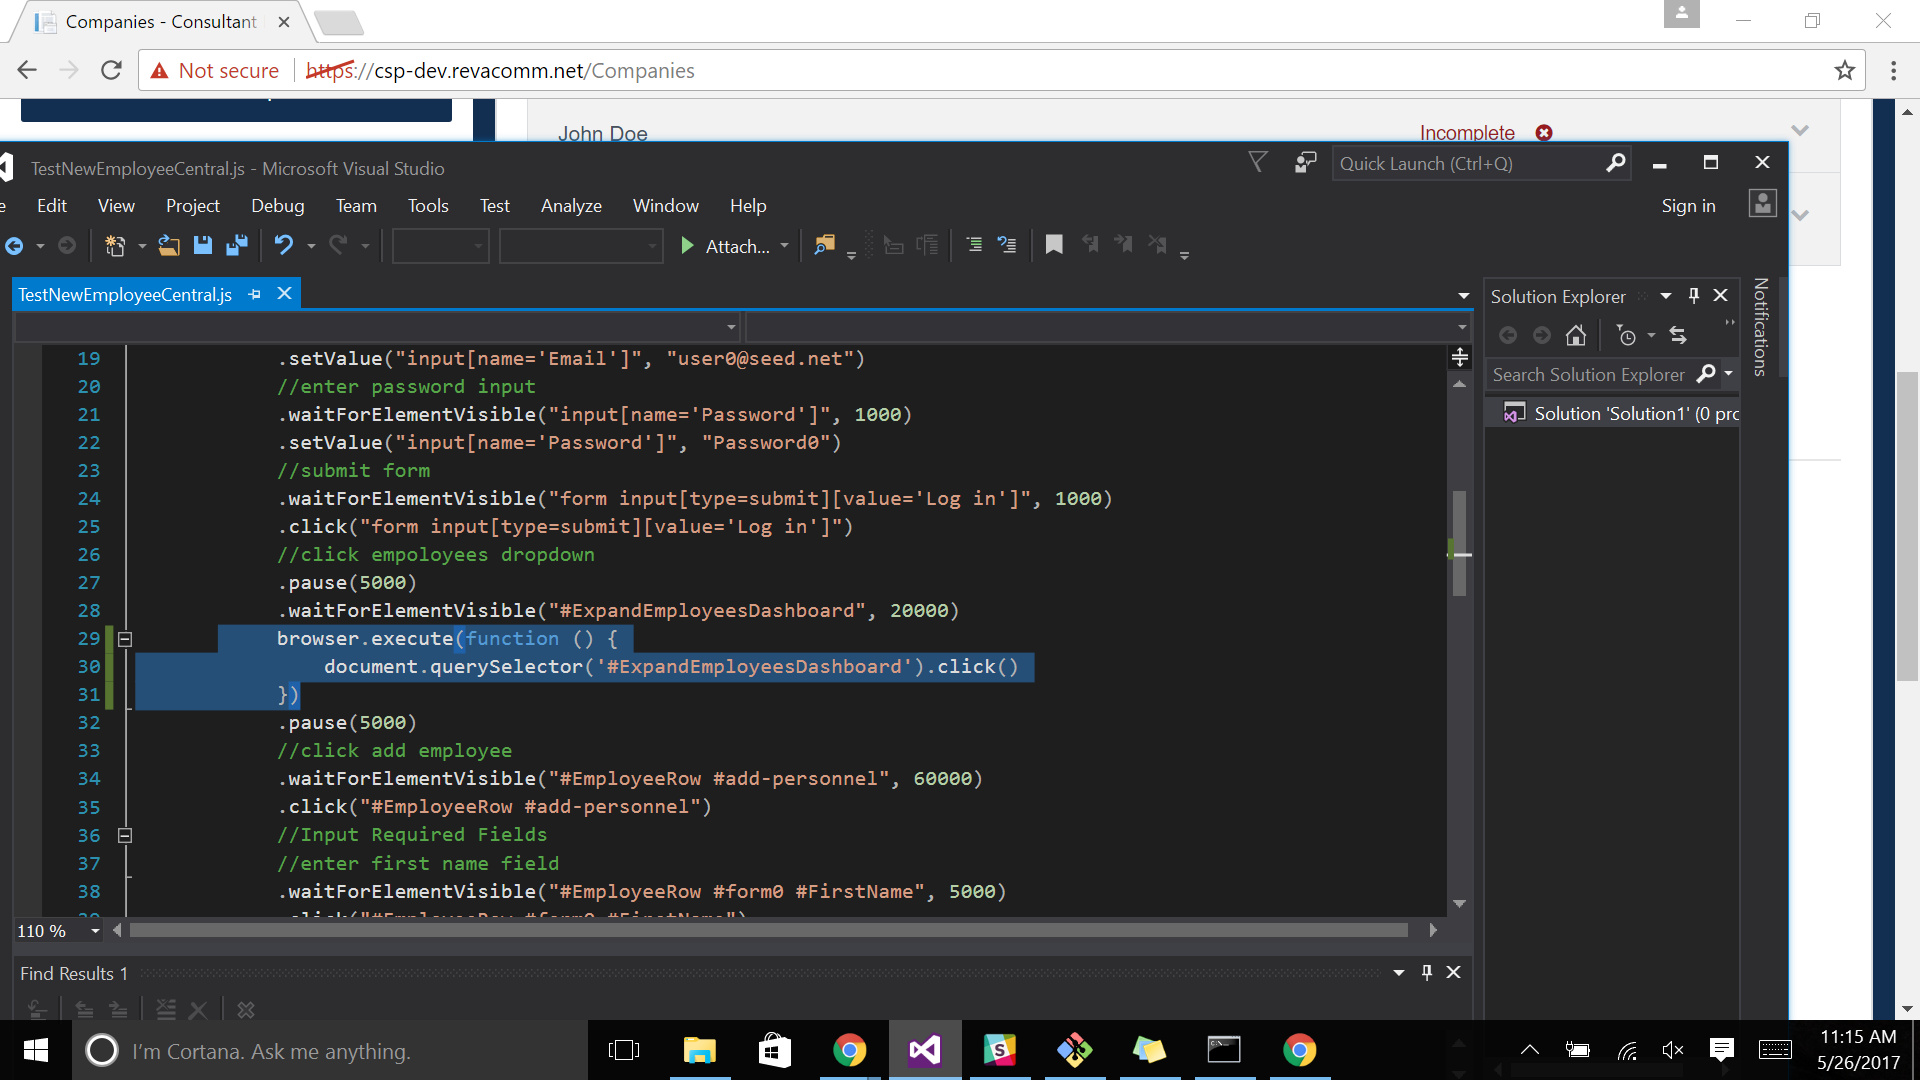 Companies - Consultant
Not secure https://csp-dev.revacomm.net/Companies
John Doe Incomplete
TestNewEmployeeCentral.js - Microsoft Visual Studio
Quick Launch (Ctrl+Q)
Edit View Project Debug Team Tools Test Analyze Window Help
Sign in
Attach...
TestNewEmployeeCentral.js
Solution Explorer
Notifications
Search Solution Explorer
Solution 'Solution1' (0 pro
19 .setValue("input[name='Email']", "user0@seed.net")
20 //enter password input
21 .waitForElementVisible("input[name='Password']", 1000)
22 .setValue("input[name='Password']", "Password0")
23 //submit form
24 .waitForElementVisible("form input[type=submit][value='Log in']", 1000)
25 .click("form input[type=submit][value='Log in']")
26 //click empoloyees dropdown
27 .pause(5000)
28 .waitForElementVisible("#ExpandEmployeesDashboard", 20000)
29 browser.execute(function () {
30 document.querySelector('#ExpandEmployeesDashboard').click()
31 })
32 .pause(5000)
33 //click add employee
34 .waitForElementVisible("#EmployeeRow #add-personnel", 60000)
35 .click("#EmployeeRow #add-personnel")
36 //Input Required Fields
37 //enter first name field
38 .waitForElementVisible("#EmployeeRow #form0 #FirstName", 5000)
110 %
Find Results 1
I'm Cortana. Ask me anything.
11:15 AM
5/26/2017